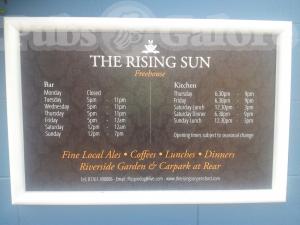 THE RISING SUN
Freehouse
Bar
Monday Closed
Tuesday 5pm - 11pm
Wednesday 5pm - 11pm
Thursday 5pm - 11pm
Friday 5pm - 12am
Saturday 12pm - 12am
Sunday 12pm - 7pm
Kitchen
Thursday 6.30pm - 9pm
Friday 6.30pm - 9pm
Saturday Lunch 12.30pm - 3pm
Saturday Dinner 6.30pm - 9pm
Sunday Lunch 12.30pm - 3pm
Opening times subject to seasonal change
Fine Local Ales • Coffees • Lunches • Dinners
Riverside Garden & Carpark at Rear